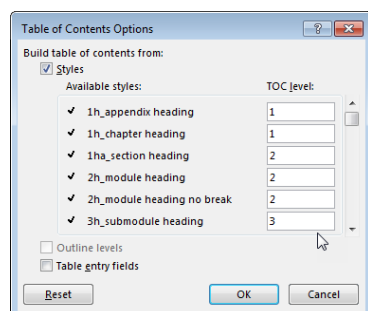 Table of Contents Options
Build table of contents from:
Styles
Available styles: TOC level:
1h_appendix heading 1
1h_chapter heading 1
1ha_section heading 2
2h_module heading 2
2h_module heading no break 2
3h_submodule heading 3
Outline levels
Table entry fields
Reset OK Cancel